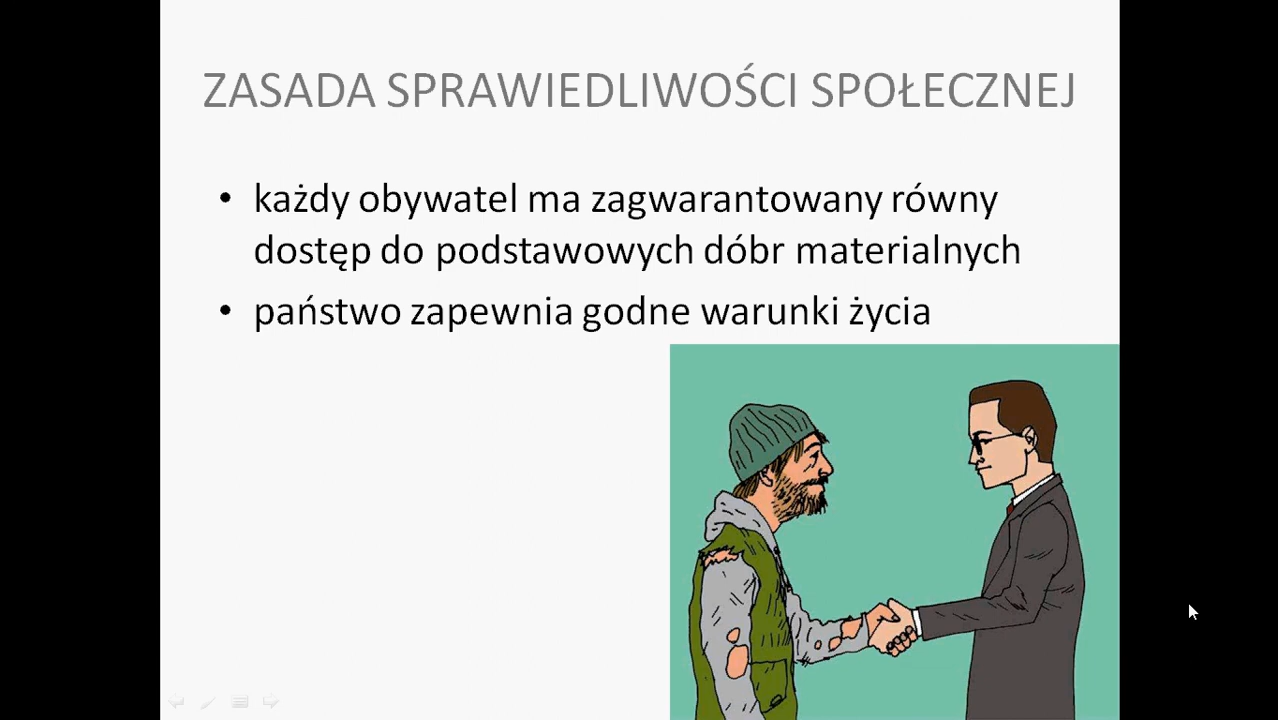 ZASADA SPRAWIEDLIWOŚCI SPOŁECZNEJ
• każdy obywatel ma zagwarantowany równy
dostęp do podstawowych dóbr materialnych
• państwo zapewnia godne warunki życia